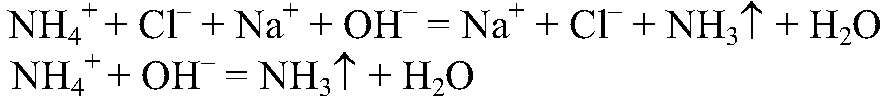 NH₄⁺ + Cl⁻ + Na⁺ + OH⁻ = Na⁺ + Cl⁻ + NH₃↑ + H₂O
NH₄⁺ + OH⁻ = NH₃↑ + H₂O